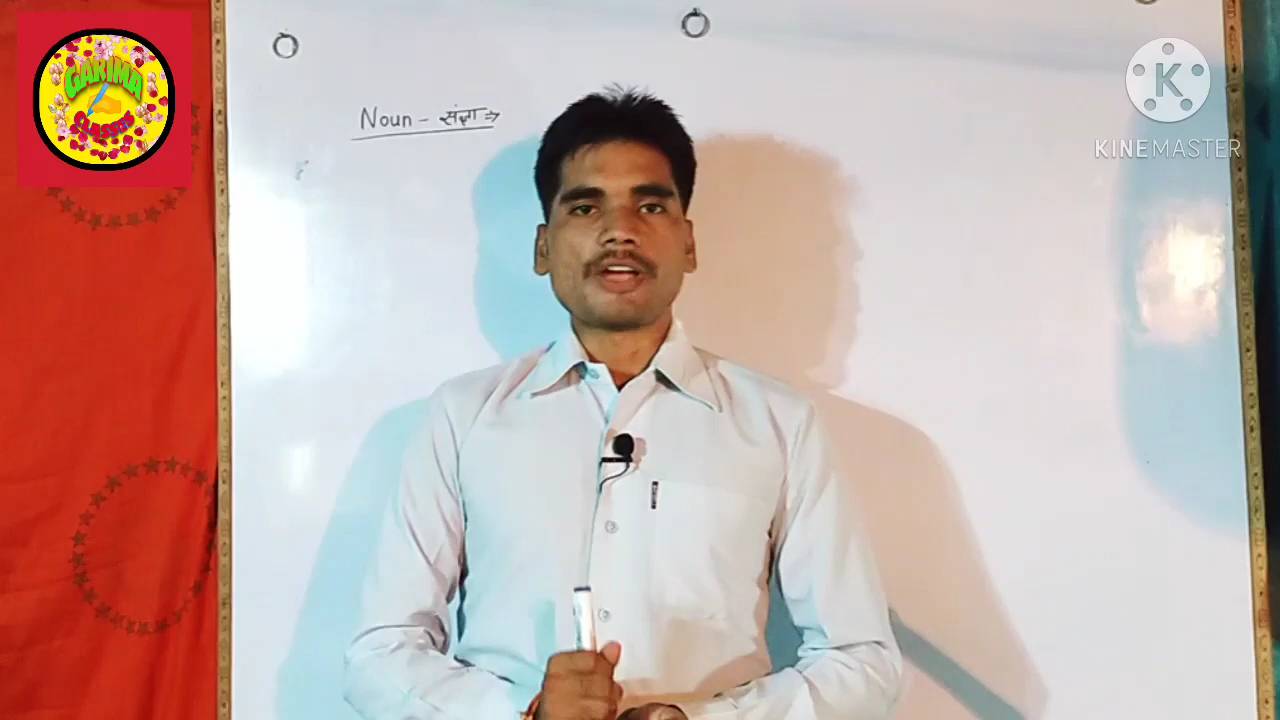 GARIMA
CLASSES
Noun - संज्ञा ⇒
K
KINEMASTER